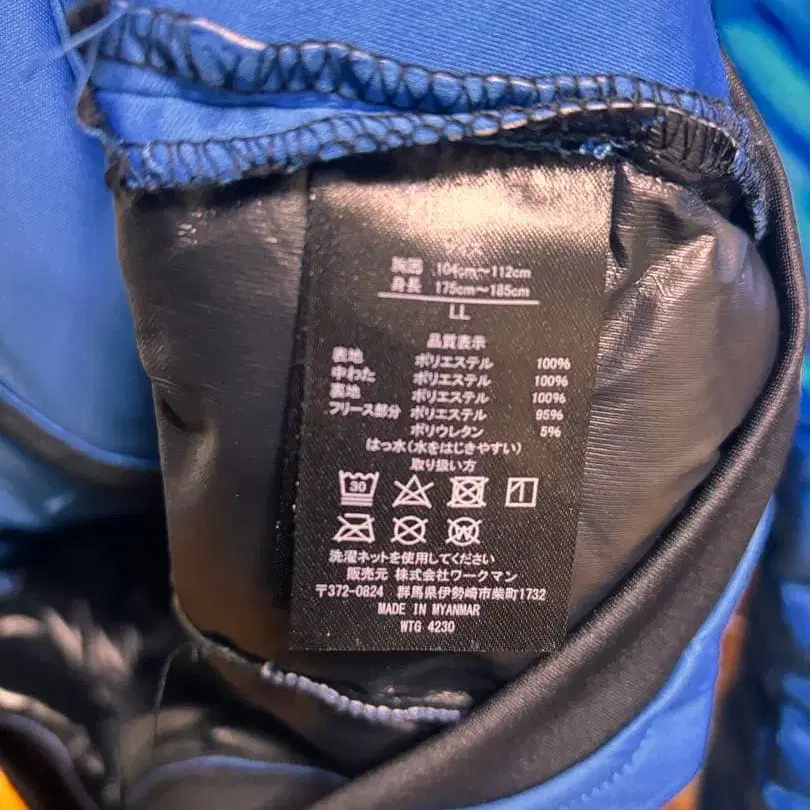 胸囲 104cm～112cm
身長 175cm～185cm
LL
品質表示
表地 ポリエステル 100%
中わた ポリエステル 100%
裏地 ポリエステル 100%
フリース部分 ポリエステル 95%
ポリウレタン 5%
はっ水(水をはじきやすい)
取り扱い方
30
W
洗濯ネットを使用してください
販売元 株式会社ワークマン
〒372-0824 群馬県伊勢崎市柴町1732
MADE IN MYANMAR
WTG 4230